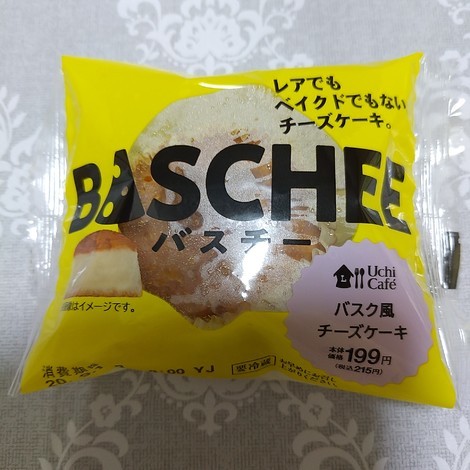 レアでも
ベイクドでもない
チーズケーキ。
BASCHEE
バスチー
Uchi
Café
L
バスク風
チーズケーキ
本体
価格 199円
(税込215円)
はイメージです。
消費期限
20
00 YJ
要冷蔵